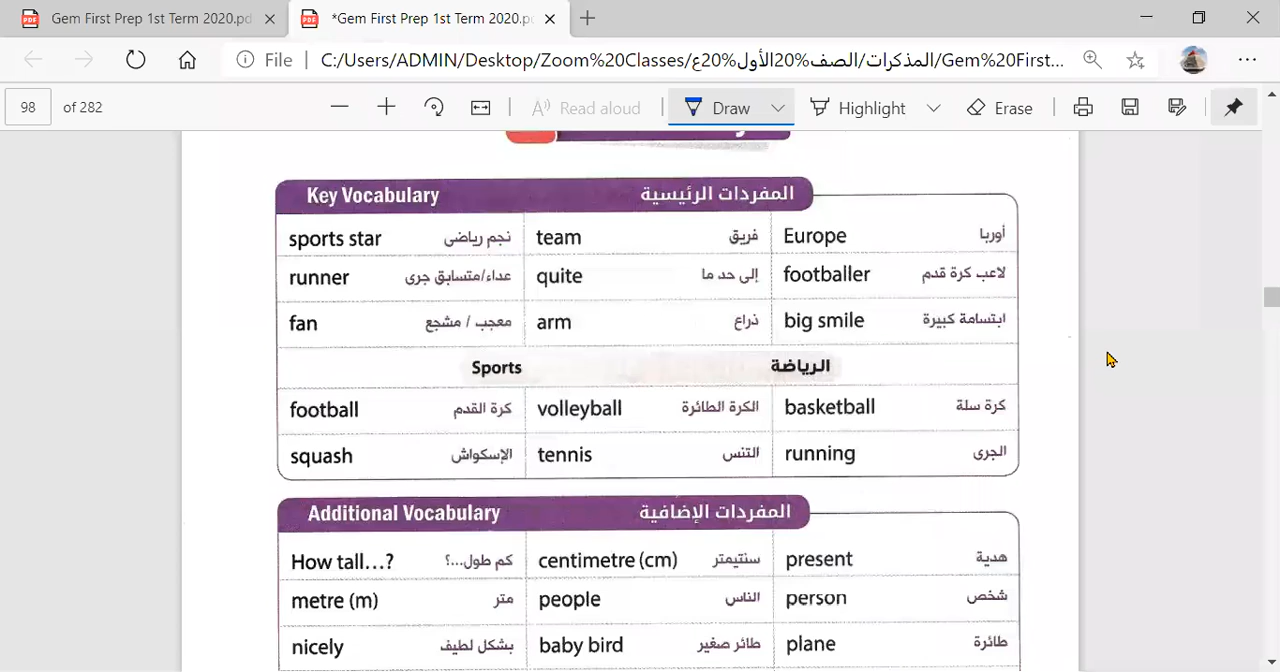 Gem First Prep 1st Term 2020.pd
*Gem First Prep 1st Term 2020.pd
File C:/Users/ADMIN/Desktop/Zoom%20Classes/المذكرات/الصف%20الأول%20ع/Gem%20First...
98 of 282 Read aloud Draw Highlight Erase
Key Vocabulary المفردات الرئيسية
sports star نجم رياضى team فريق Europe أوربا
runner عداء/متسابق جرى quite إلى حد ما footballer لاعب كرة قدم
fan معجب / مشجع arm ذراع big smile ابتسامة كبيرة
Sports الرياضة
football كرة القدم volleyball الكرة الطائرة basketball كرة سلة
squash الإسكواش tennis التنس running الجرى
Additional Vocabulary المفردات الإضافية
How tall...? كم طول...؟ centimetre (cm) سنتيمتر present هدية
metre (m) متر people الناس person شخص
nicely بشكل لطيف baby bird طائر صغير plane طائرة